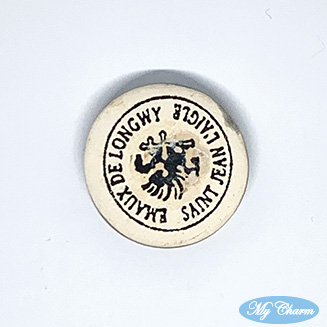 EMAUX DE LONGWY
SAINT JEAN L'AIGLE
My Charm